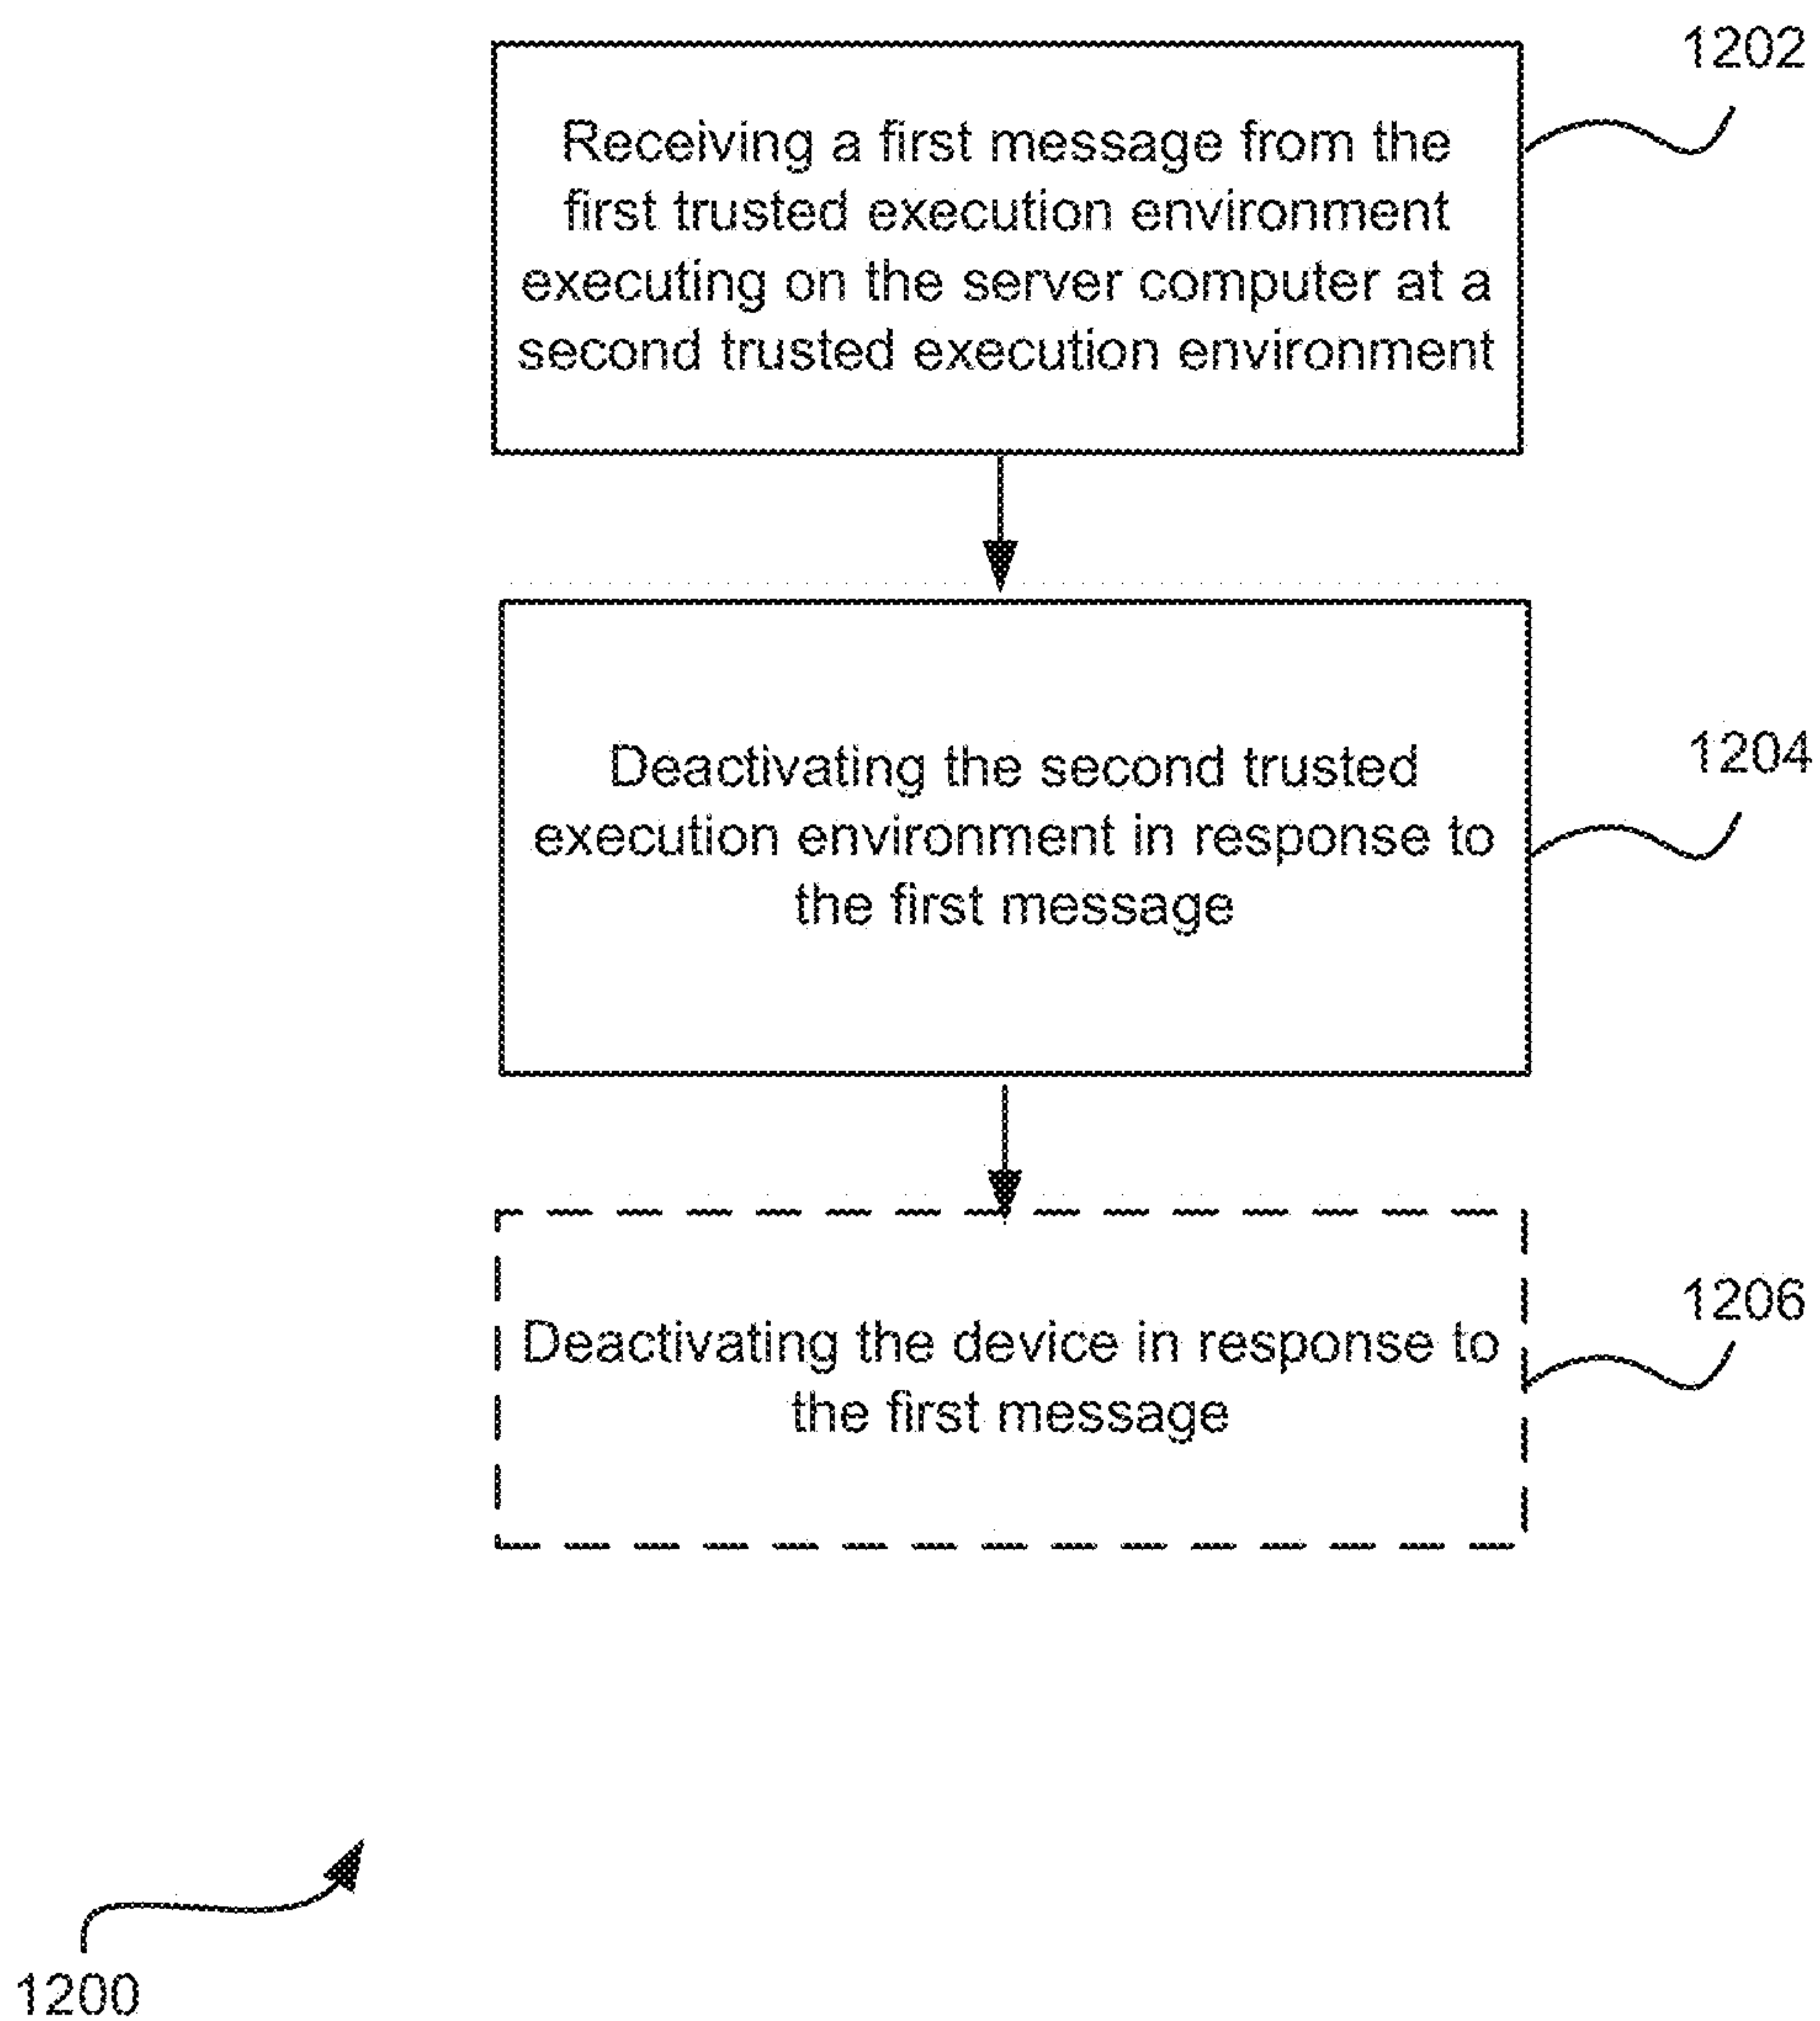 1202
Receiving a first message from the
first trusted execution environment
executing on the server computer at a
second trusted execution environment
1204
Deactivating the second trusted
execution environment in response to
the first message
1206
Deactivating the device in response to
the first message
1200